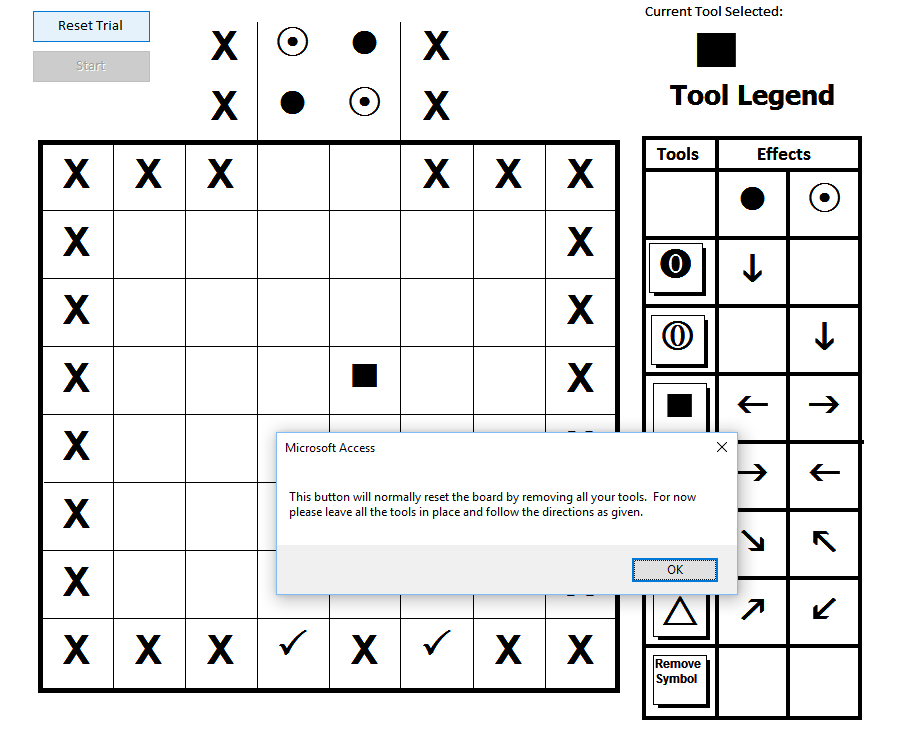 Reset Trial
Start
Current Tool Selected:
Tool Legend
X X
X X
Tools Effects
X X X X X X
X X
X X
X X
X
X
X
X X X ✓ X ✓ X X
Microsoft Access
This button will normally reset the board by removing all your tools. For now
please leave all the tools in place and follow the directions as given.
OK
0
0
Remove
Symbol